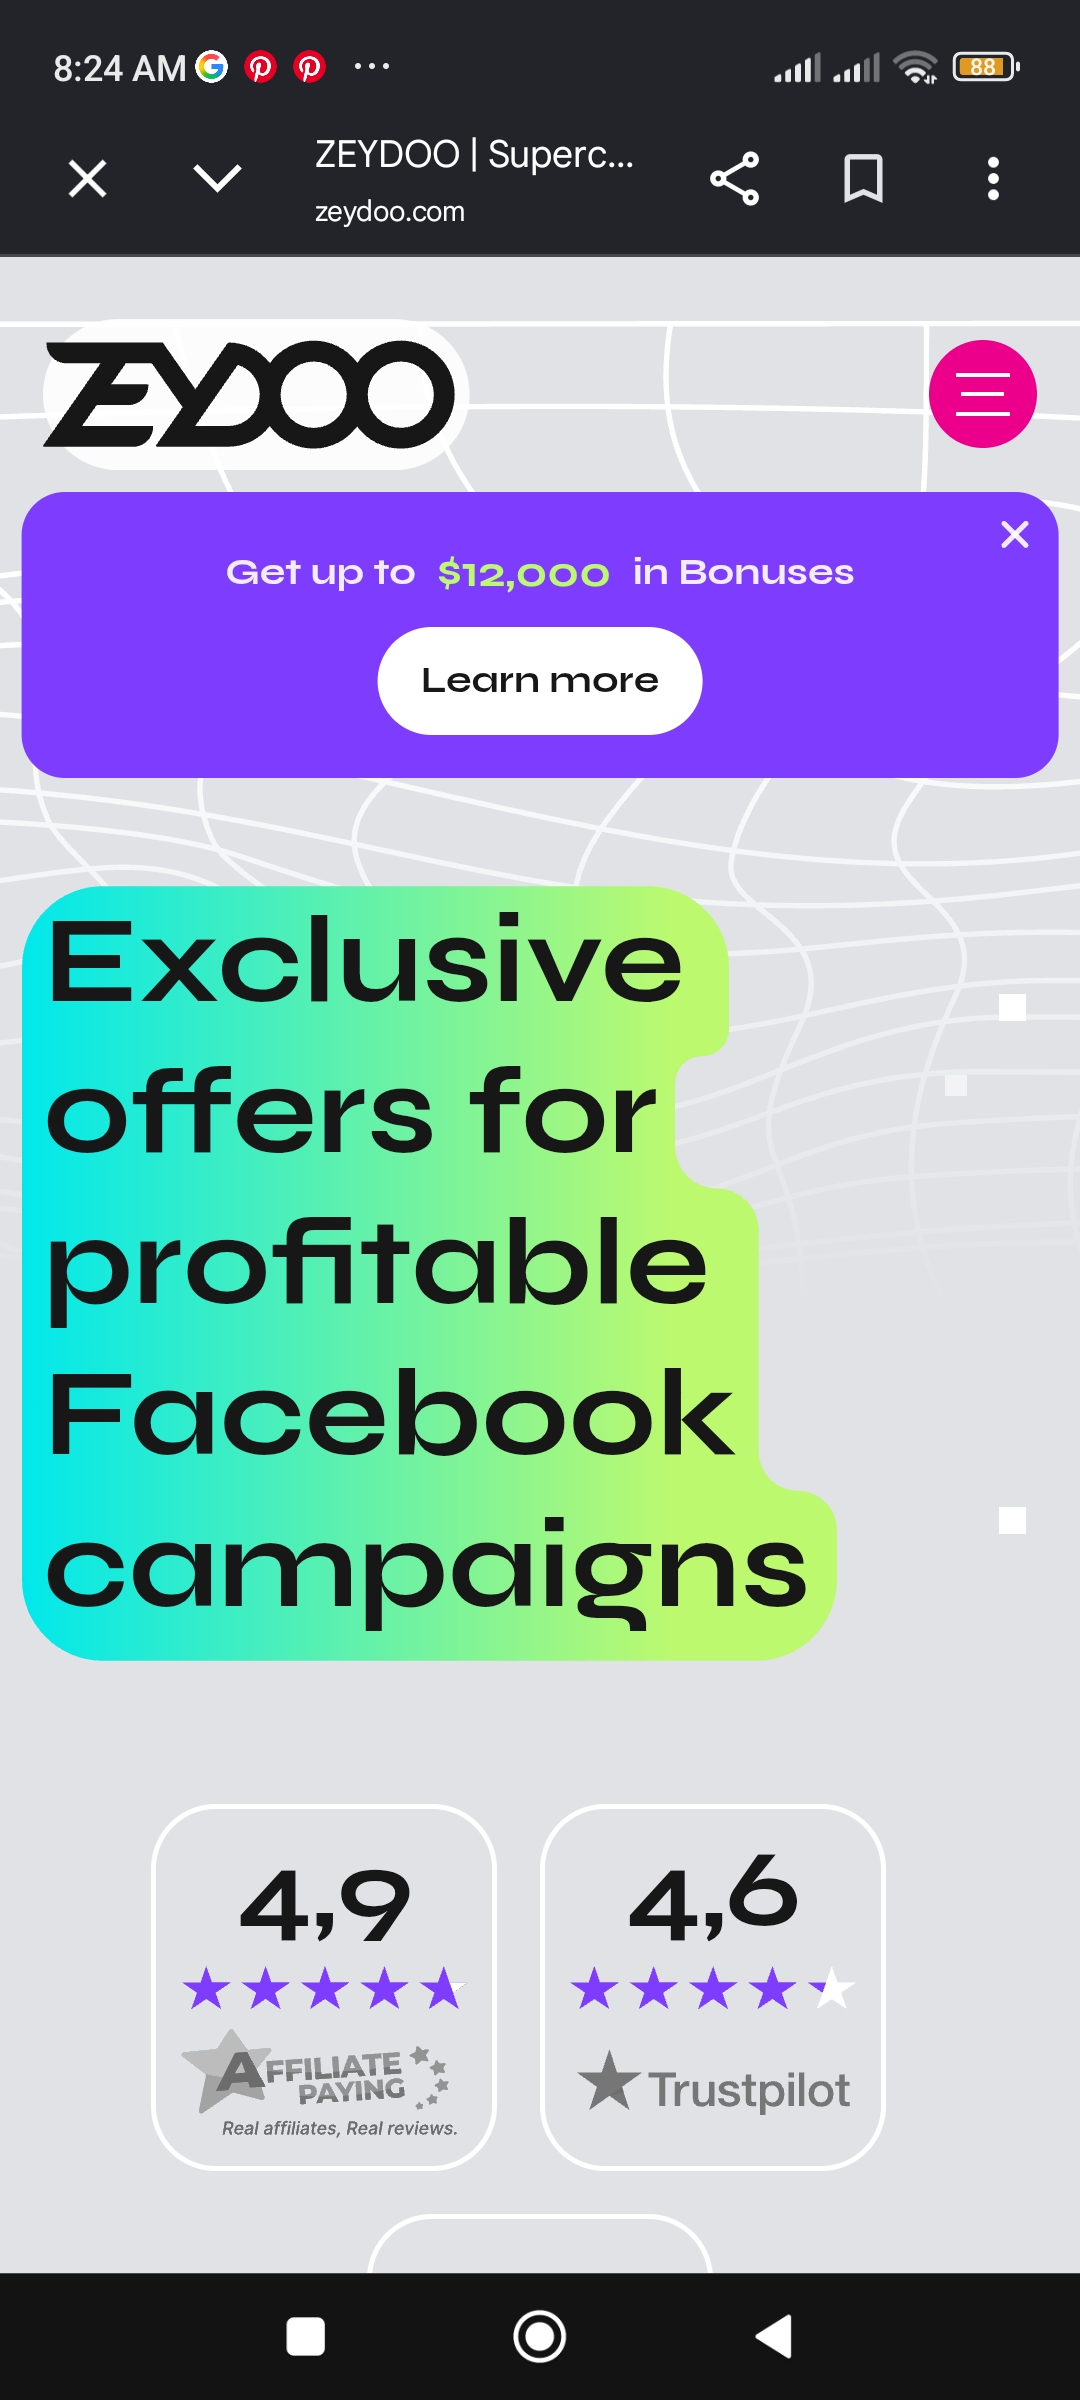 8:24 AM
88
ZEYDOO | Superc...
zeydoo.com
ZEYDOO
Get up to $12,000 in Bonuses
Learn more
Exclusive
offers for
profitable
Facebook
campaigns
4,9
4,6
AFFILIATE
PAYING
Real affiliates, Real reviews.
Trustpilot